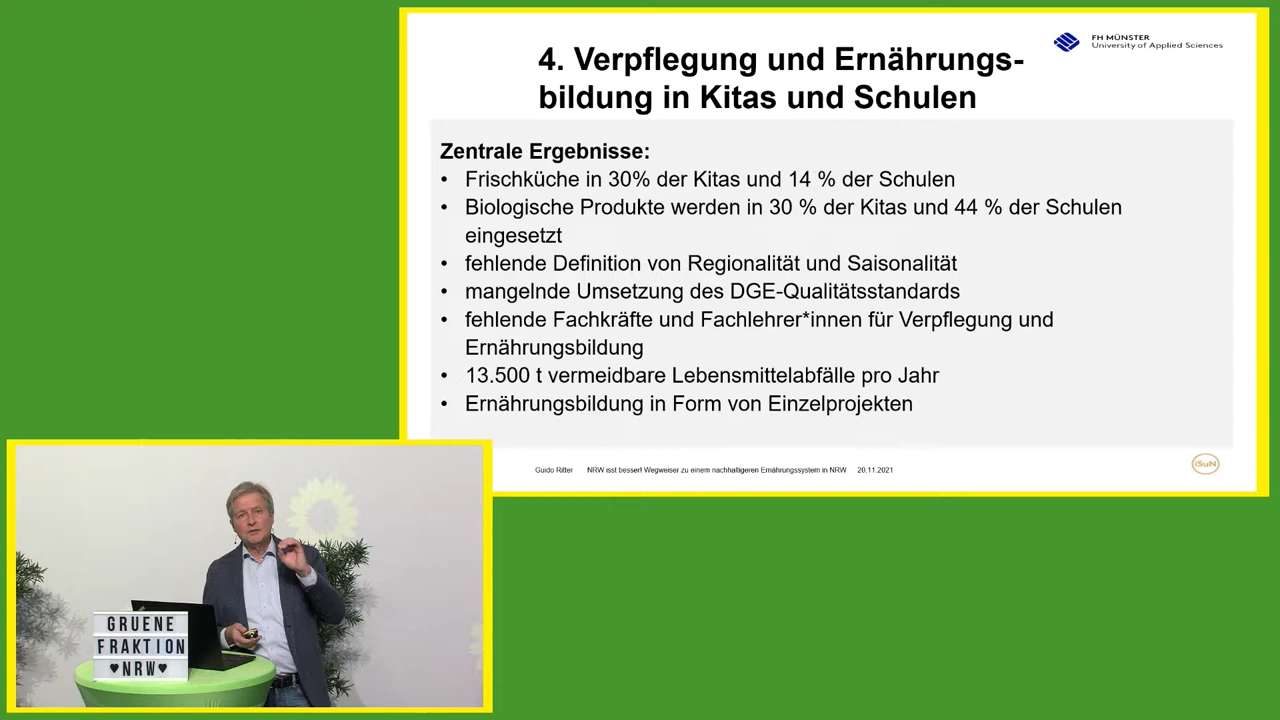 FH MÜNSTER
University of Applied Sciences
4. Verpflegung und Ernährungs-
bildung in Kitas und Schulen
Zentrale Ergebnisse:
• Frischküche in 30% der Kitas und 14 % der Schulen
• Biologische Produkte werden in 30 % der Kitas und 44 % der Schulen
eingesetzt
• fehlende Definition von Regionalität und Saisonalität
• mangelnde Umsetzung des DGE-Qualitätsstandards
• fehlende Fachkräfte und Fachlehrer*innen für Verpflegung und
Ernährungsbildung
• 13.500 t vermeidbare Lebensmittelabfälle pro Jahr
• Ernährungsbildung in Form von Einzelprojekten
Guido Ritter NRW isst besser! Wegweiser zu einem nachhaltigeren Ernährungssystem in NRW 20.11.2021
iSuN
GRUENE
FRAKTION
♥NRW♥